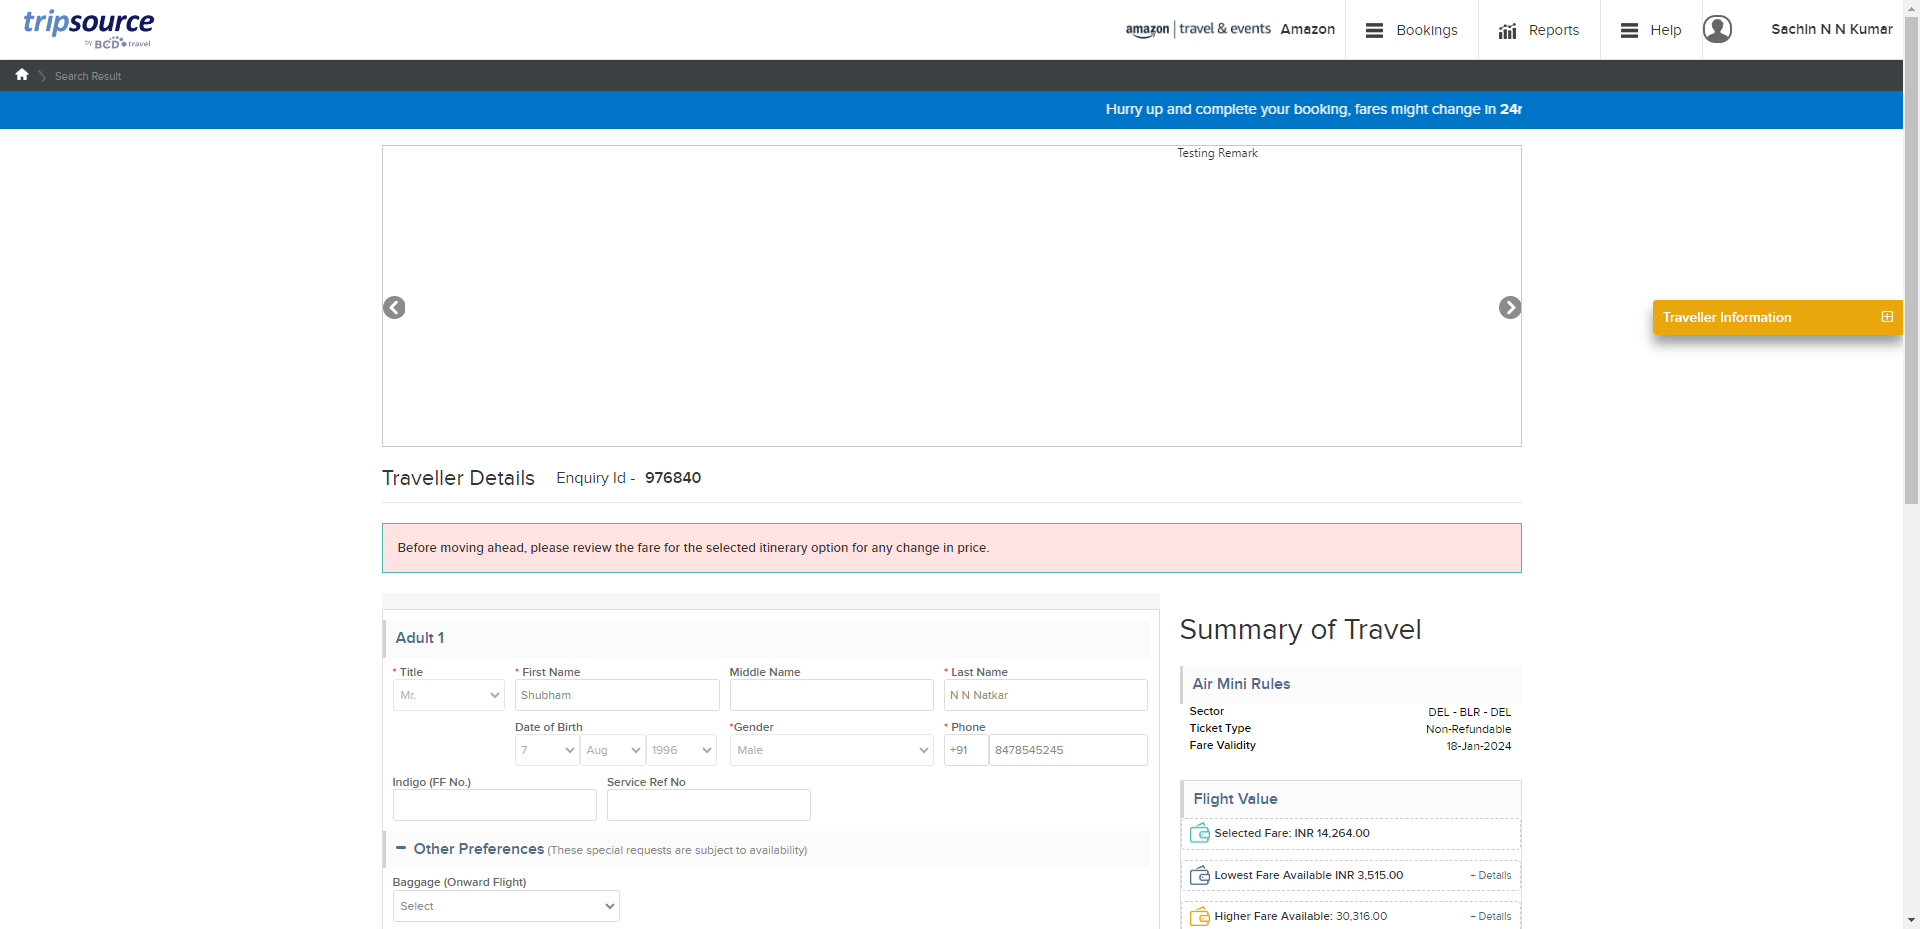 tripsource
by BCD travel
amazon | travel & events Amazon
Bookings
Reports
Help
Sachin N N Kumar
Search Result
Hurry up and complete your booking, fares might change in 24
Testing Remark
Traveller Information
Traveller Details Enquiry Id - 976840
Before moving ahead, please review the fare for the selected itinerary option for any change in price.
Adult 1
* Title * First Name Middle Name * Last Name
Mr. Shubham N N Natkar
Date of Birth *Gender * Phone
7 Aug 1996 Male +91 8478545245
Indigo (FF No.) Service Ref No
Other Preferences (These special requests are subject to availability)
Baggage (Onward Flight)
Select
Summary of Travel
Air Mini Rules
Sector DEL - BLR - DEL
Ticket Type Non-Refundable
Fare Validity 18-Jan-2024
Flight Value
Selected Fare: INR 14,264.00
Lowest Fare Available INR 3,515.00 + Details
Higher Fare Available: 30,316.00 + Details